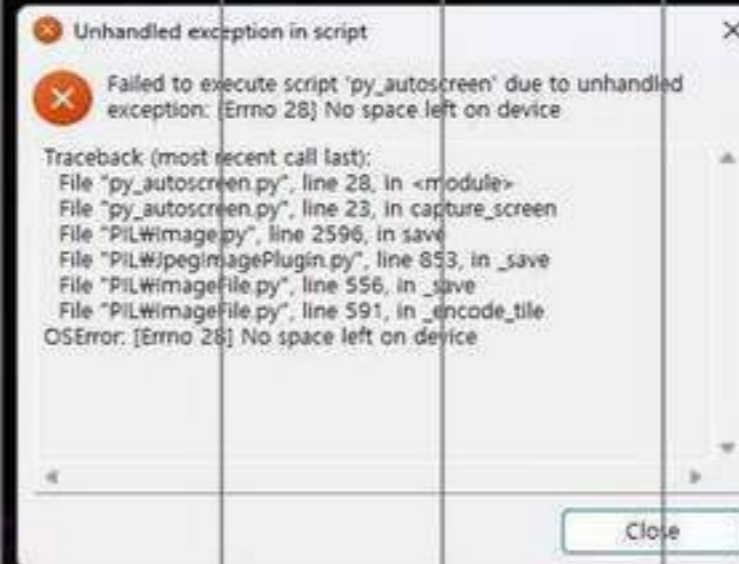 Unhandled exception in script
Failed to execute script 'py_autoscreen' due to unhandled
exception: [Errno 28] No space left on device
Traceback (most recent call last):
File "py_autoscreen.py", line 28, in <module>
File "py_autoscreen.py", line 23, in capture_screen
File "PIL₩Image.py", line 2596, in save
File "PIL₩JpegImagePlugin.py", line 853, in _save
File "PIL₩ImageFile.py", line 556, in _save
File "PIL₩ImageFile.py", line 591, in _encode_tile
OSError: [Errno 28] No space left on device
Close